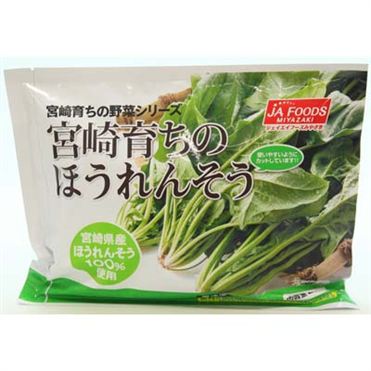 宮崎育ちの野菜シリーズ
宮崎育ちの
ほうれんそう
JA FOODS
MIYAZAKI
ジェイエイフーズみやざき
使いやすいように
カットしています!!
宮崎県産
ほうれんそう
100%
使用